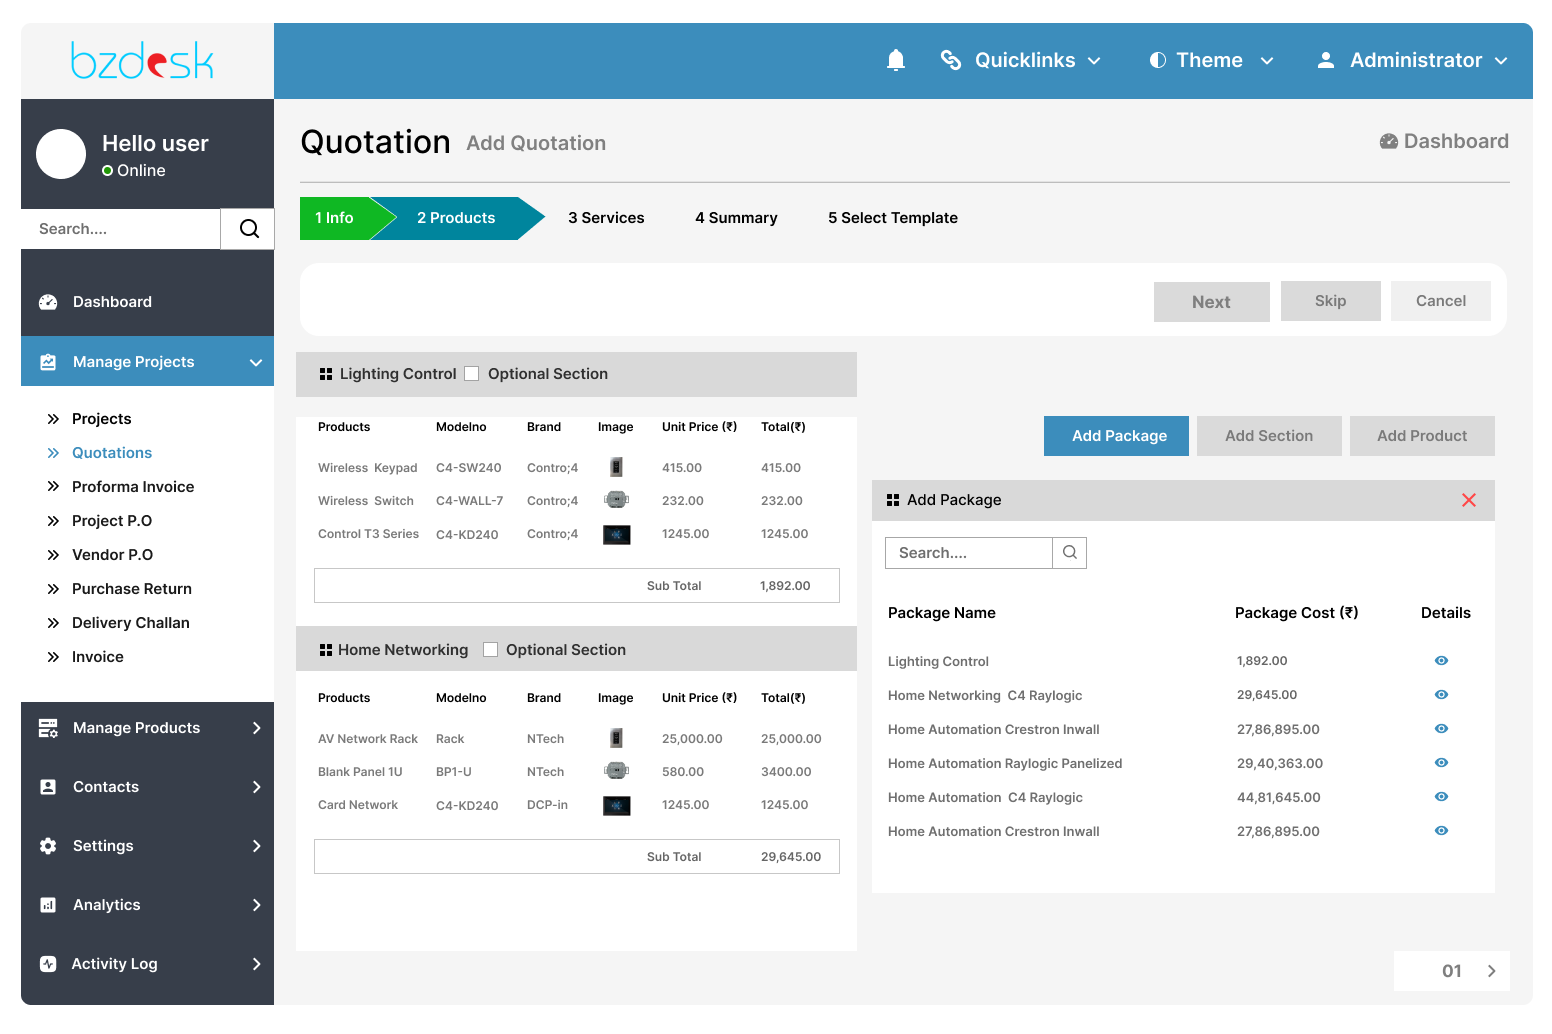 bzdesk
Quicklinks
Theme
Administrator
Hello user
Online
Search....
Dashboard
Manage Projects
Projects
Quotations
Proforma Invoice
Project P.O
Vendor P.O
Purchase Return
Delivery Challan
Invoice
Manage Products
Contacts
Settings
Analytics
Activity Log
Quotation Add Quotation
Dashboard
1 Info 2 Products 3 Services 4 Summary 5 Select Template
Next Skip Cancel
Lighting Control Optional Section
Products Modelno Brand Image Unit Price (₹) Total(₹)
Wireless Keypad C4-SW240 Contro;4 415.00 415.00
Wireless Switch C4-WALL-7 Contro;4 232.00 232.00
Control T3 Series C4-KD240 Contro;4 1245.00 1245.00
Sub Total 1,892.00
Home Networking Optional Section
Products Modelno Brand Image Unit Price (₹) Total(₹)
AV Network Rack Rack NTech 25,000.00 25,000.00
Blank Panel 1U BP1-U NTech 580.00 3400.00
Card Network C4-KD240 DCP-in 1245.00 1245.00
Sub Total 29,645.00
Add Package Add Section Add Product
Add Package
Search....
Package Name Package Cost (₹) Details
Lighting Control 1,892.00
Home Networking C4 Raylogic 29,645.00
Home Automation Crestron Inwall 27,86,895.00
Home Automation Raylogic Panelized 29,40,363.00
Home Automation C4 Raylogic 44,81,645.00
Home Automation Crestron Inwall 27,86,895.00
01